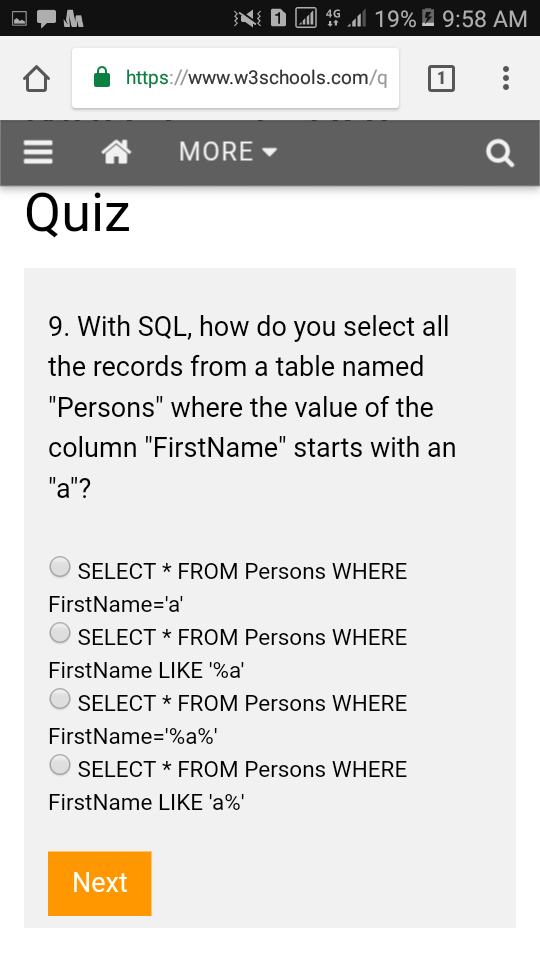 1 4G 19% 9:58 AM
https://www.w3schools.com/q 1
MORE
Quiz
9. With SQL, how do you select all
the records from a table named
"Persons" where the value of the
column "FirstName" starts with an
"a"?
SELECT * FROM Persons WHERE
FirstName='a'
SELECT * FROM Persons WHERE
FirstName LIKE '%a'
SELECT * FROM Persons WHERE
FirstName='%a%'
SELECT * FROM Persons WHERE
FirstName LIKE 'a%'
Next